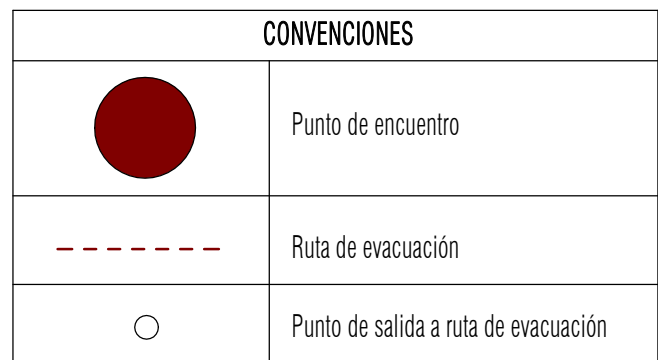 CONVENCIONES
Punto de encuentro
Ruta de evacuación
Punto de salida a ruta de evacuación